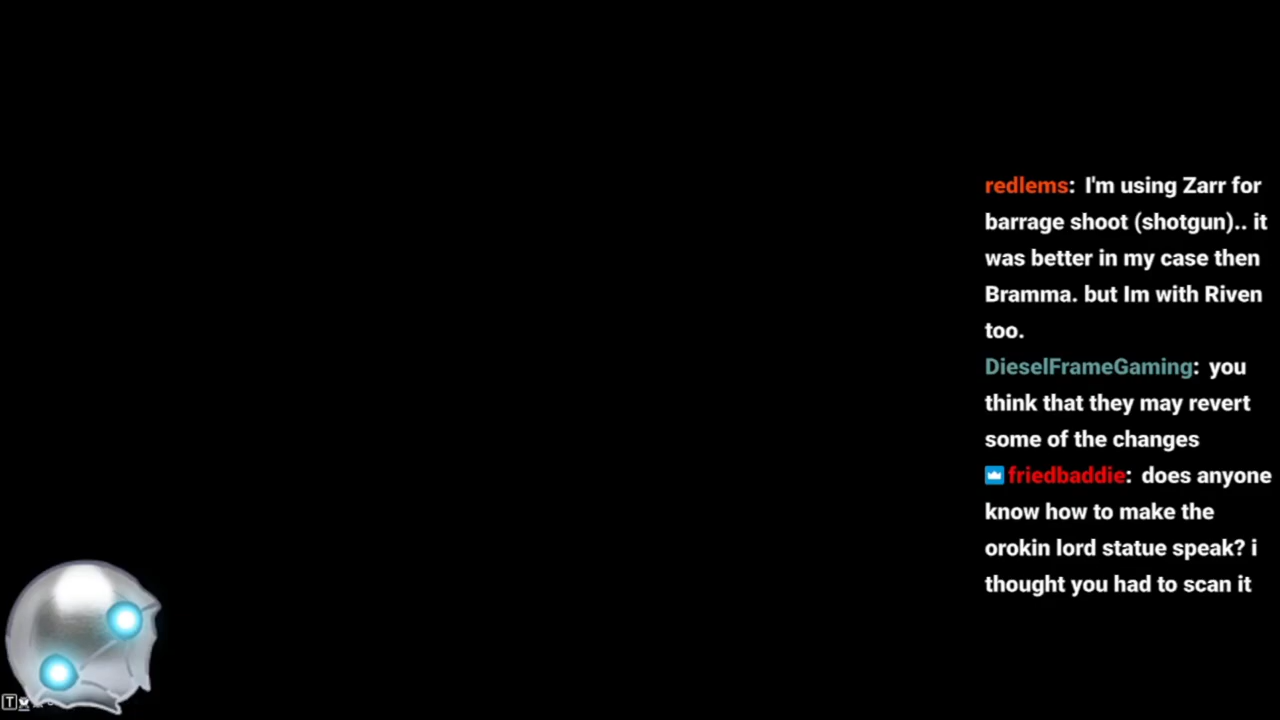 redlems: I'm using Zarr for
barrage shoot (shotgun).. it
was better in my case then
Bramma. but Im with Riven
too.
DieselFrameGaming: you
think that they may revert
some of the changes
friedbaddie: does anyone
know how to make the
orokin lord statue speak? i
thought you had to scan it
T